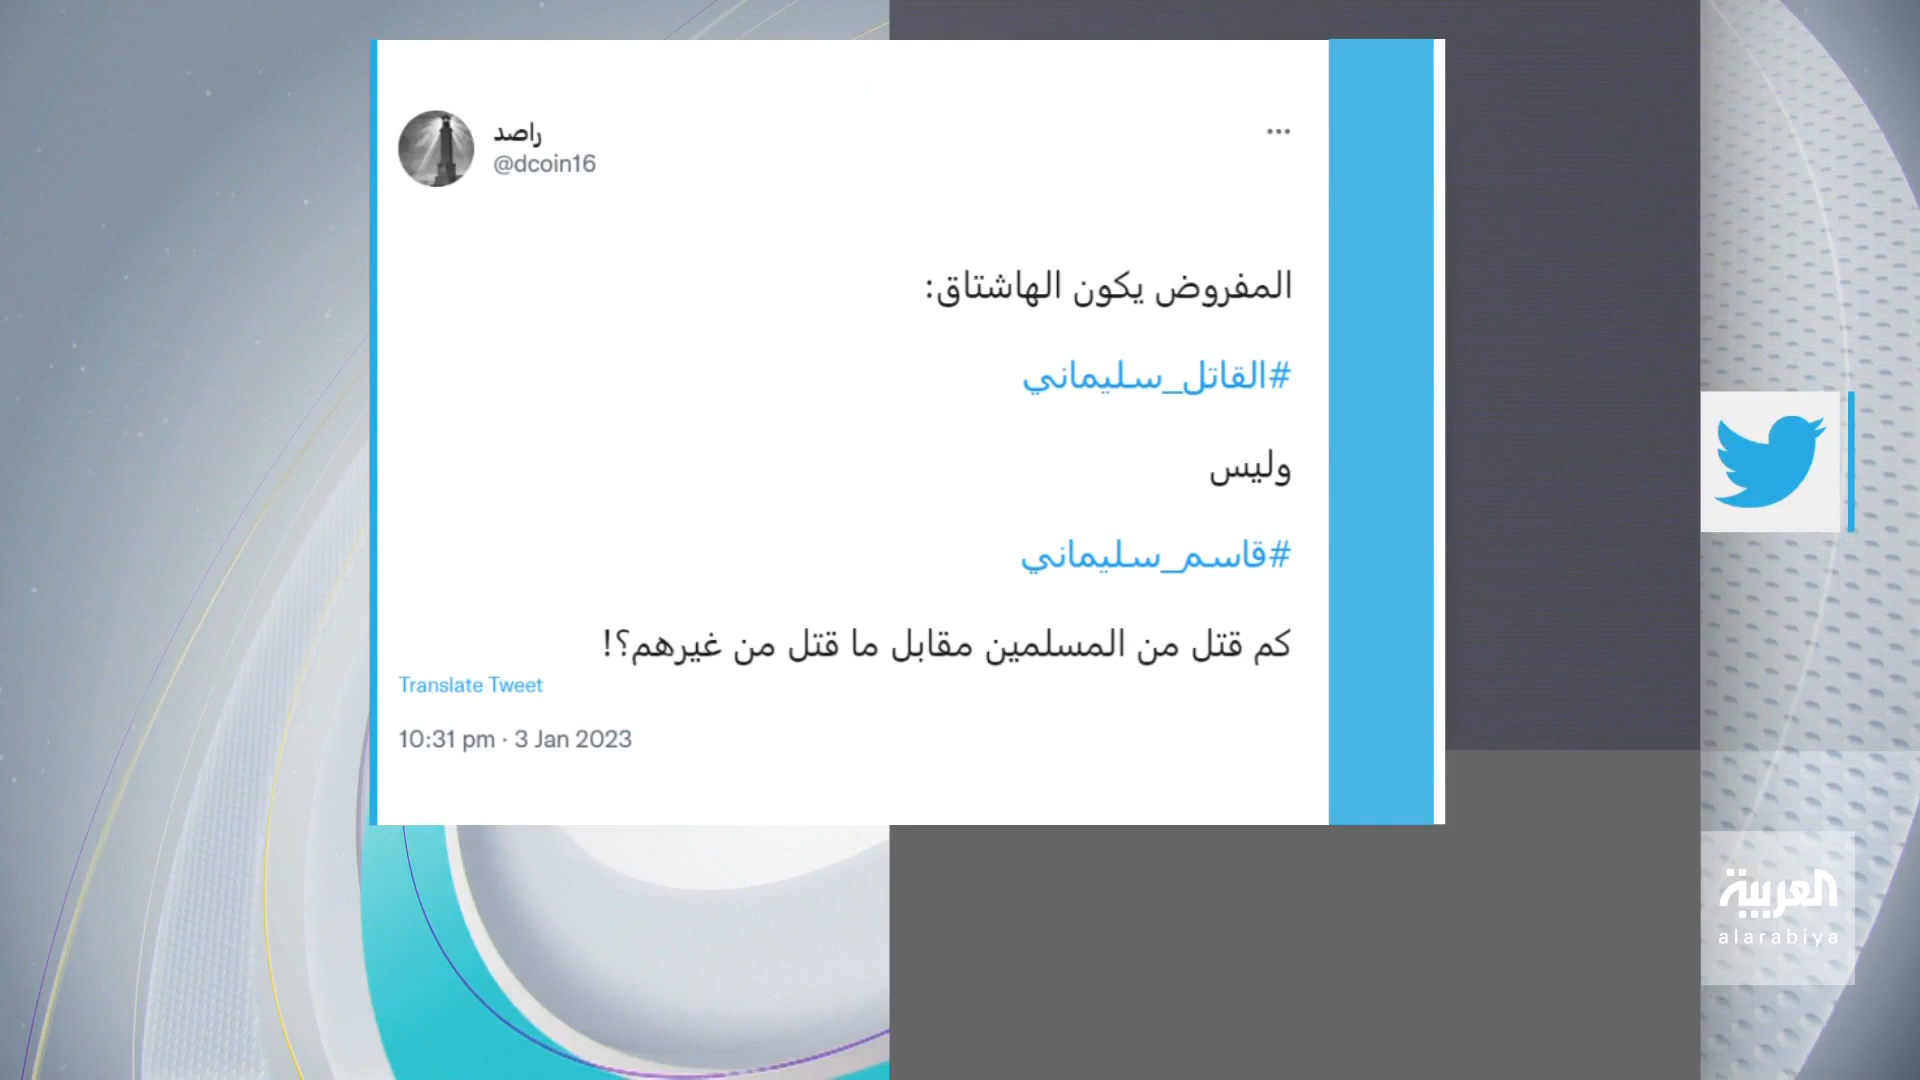 راصد
@dcoin16
المفروض يكون الهاشتاق:
#القاتل_سليماني
وليس
#قاسم_سليماني
كم قتل من المسلمين مقابل ما قتل من غيرهم؟!
Translate Tweet
10:31 pm · 3 Jan 2023
العربية
alarabiya